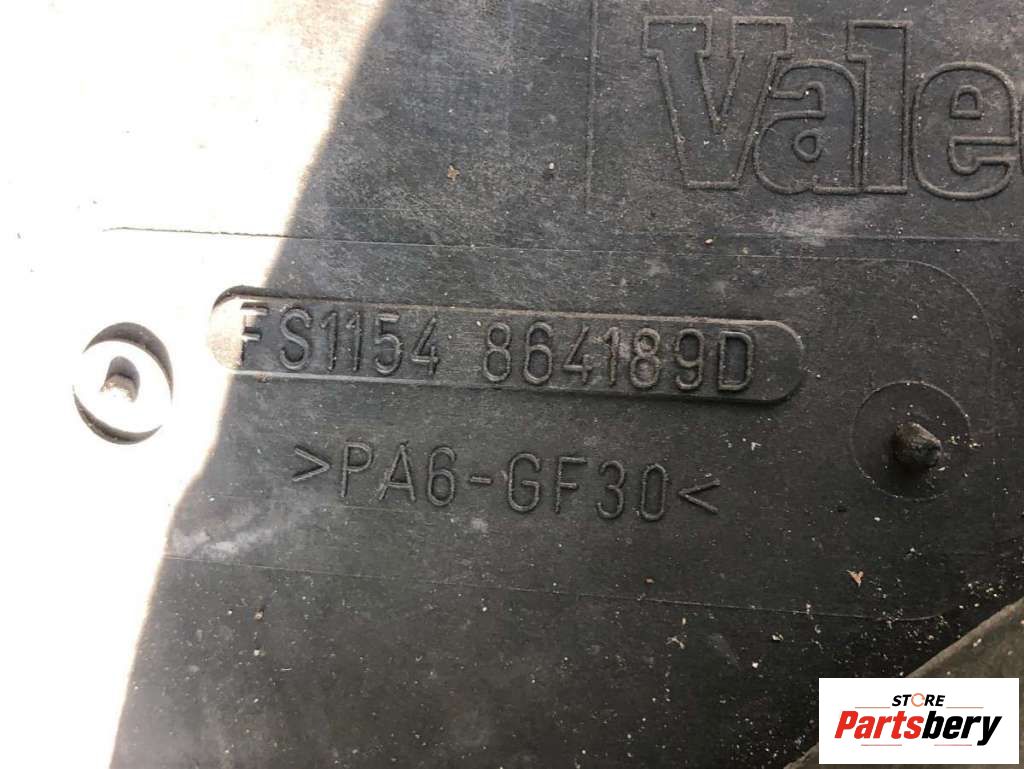 Vale
FS1154 864189D
>PA6-GF30<
STORE
Partsbery